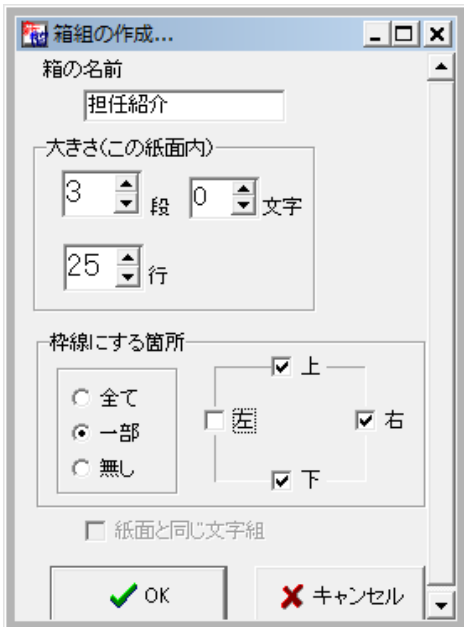 箱組の作成...
箱の名前
担任紹介
大きさ(この紙面内)
3 段 0 文字
25 行
枠線にする箇所
上
全て
一部 左 右
無し
下
紙面と同じ文字組
OK キャンセル